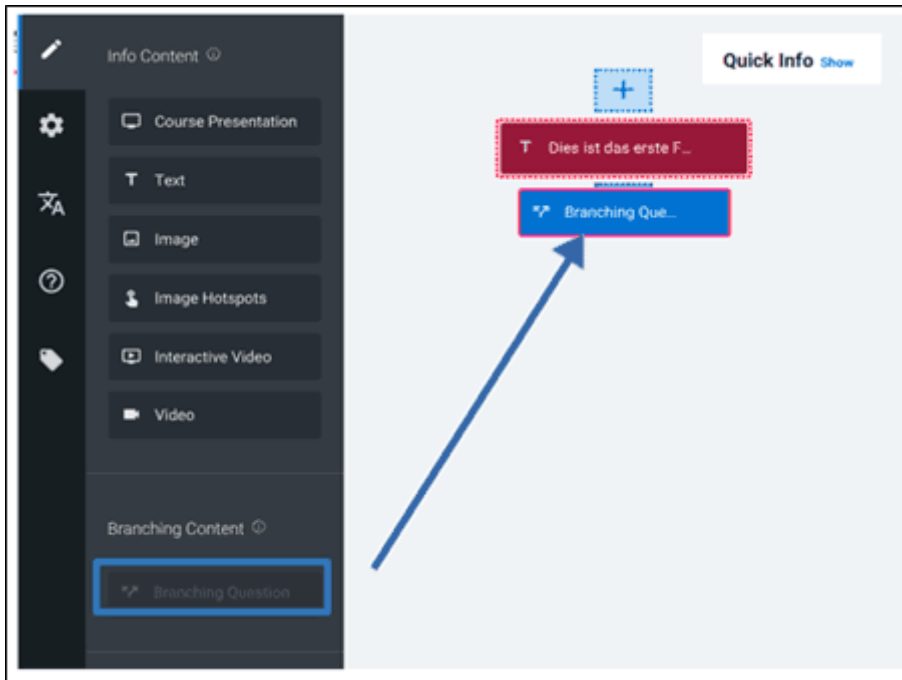 Info Content
Course Presentation
Text
Image
Image Hotspots
Interactive Video
Video
Branching Content
Branching Question
Quick Info Show
Dies ist das erste F...
Branching Que...